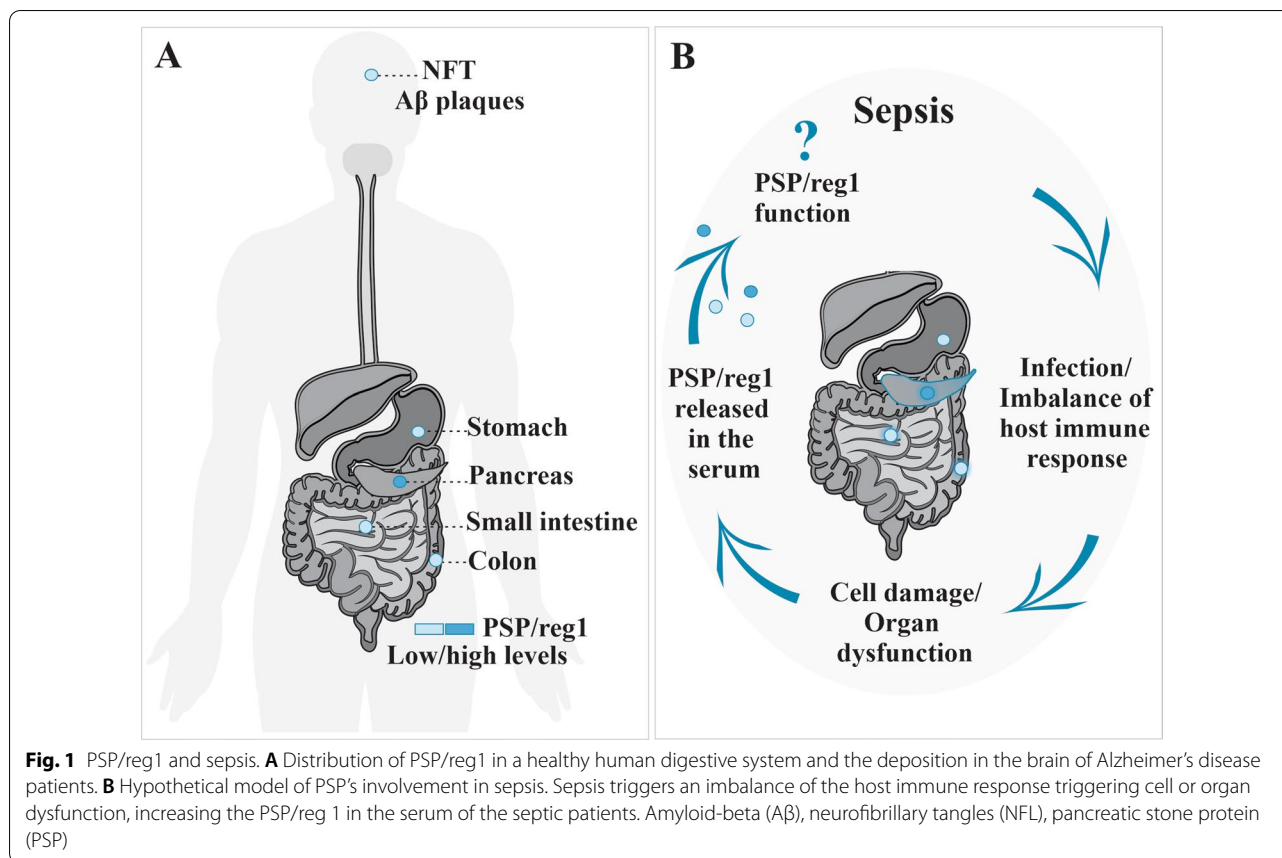 A
NFT
Aβ plaques
Stomach
Pancreas
Small intestine
Colon
PSP/reg1
Low/high levels
B
Sepsis
?
PSP/reg1
function
Infection/
Imbalance of
host immune
response
Cell damage/
Organ
dysfunction
PSP/reg1
released
in the
serum
Fig. 1 PSP/reg1 and sepsis. A Distribution of PSP/reg1 in a healthy human digestive system and the deposition in the brain of Alzheimer's disease
patients. B Hypothetical model of PSP's involvement in sepsis. Sepsis triggers an imbalance of the host immune response triggering cell or organ
dysfunction, increasing the PSP/reg 1 in the serum of the septic patients. Amyloid-beta (Aβ), neurofibrillary tangles (NFL), pancreatic stone protein
(PSP)